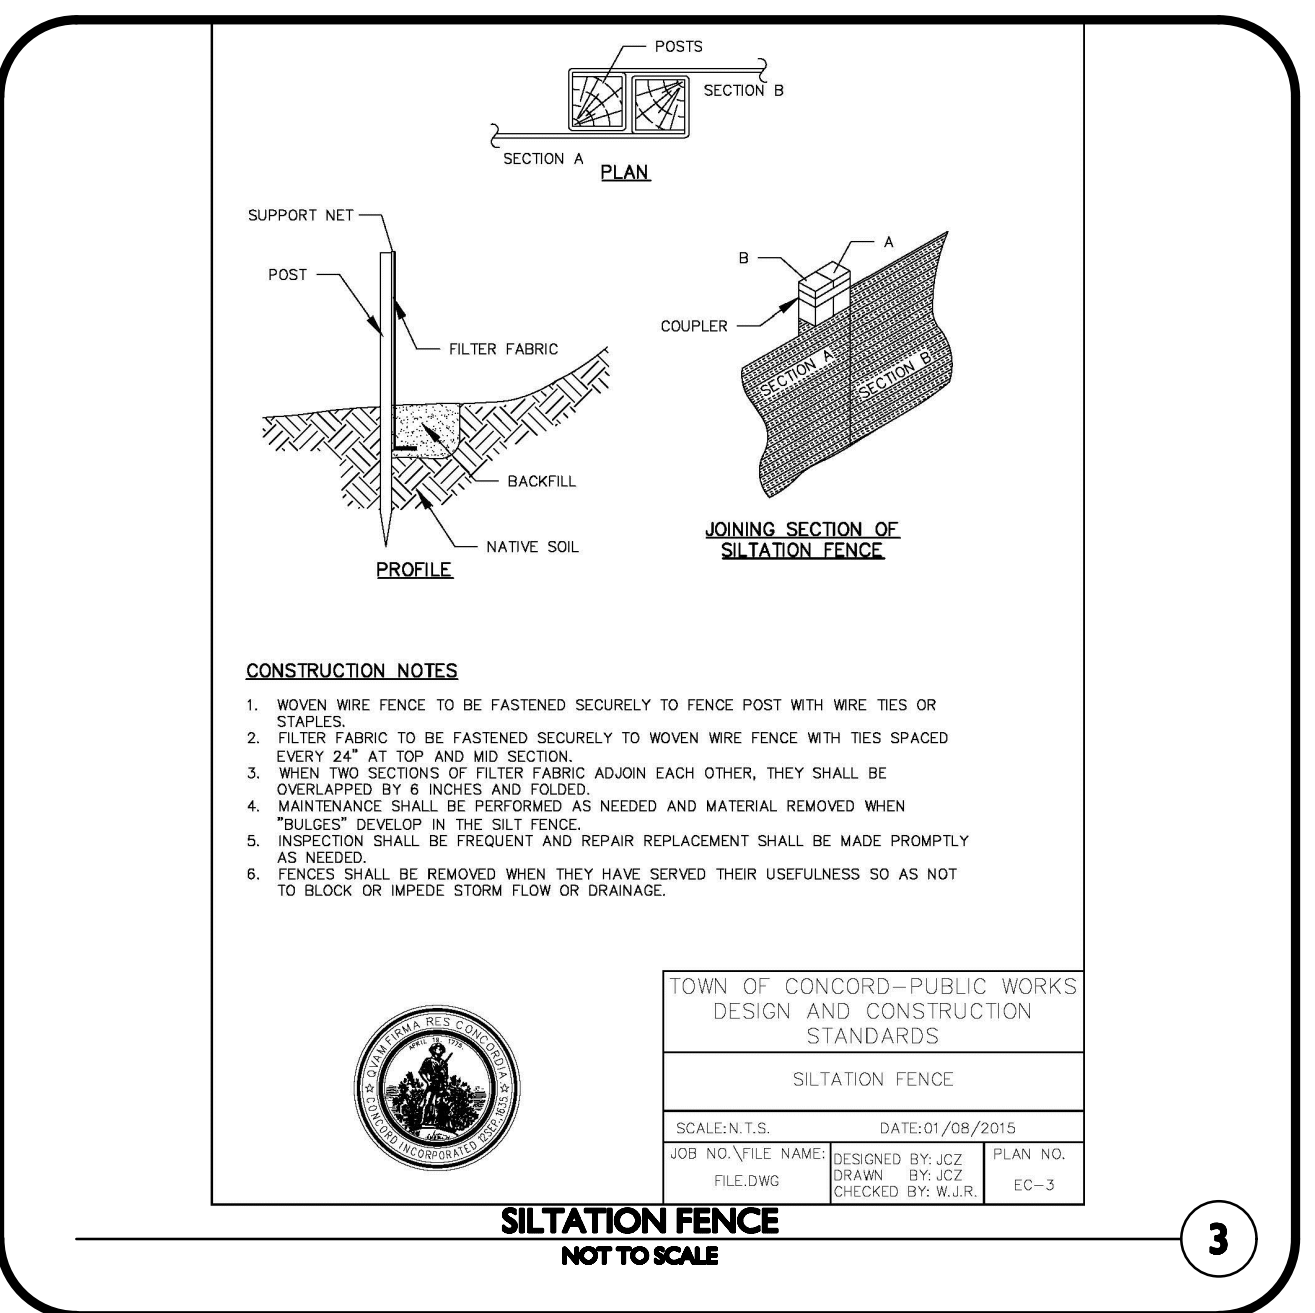 POSTS
SECTION B
SECTION A
PLAN
SUPPORT NET
POST
FILTER FABRIC
BACKFILL
NATIVE SOIL
PROFILE
A
B
COUPLER
SECTION A
SECTION B
JOINING SECTION OF
SILTATION FENCE
CONSTRUCTION NOTES
1. WOVEN WIRE FENCE TO BE FASTENED SECURELY TO FENCE POST WITH WIRE TIES OR
STAPLES.
2. FILTER FABRIC TO BE FASTENED SECURELY TO WOVEN WIRE FENCE WITH TIES SPACED
EVERY 24" AT TOP AND MID SECTION.
3. WHEN TWO SECTIONS OF FILTER FABRIC ADJOIN EACH OTHER, THEY SHALL BE
OVERLAPPED BY 6 INCHES AND FOLDED.
4. MAINTENANCE SHALL BE PERFORMED AS NEEDED AND MATERIAL REMOVED WHEN
"BULGES" DEVELOP IN THE SILT FENCE.
5. INSPECTION SHALL BE FREQUENT AND REPAIR REPLACEMENT SHALL BE MADE PROMPTLY
AS NEEDED.
6. FENCES SHALL BE REMOVED WHEN THEY HAVE SERVED THEIR USEFULNESS SO AS NOT
TO BLOCK OR IMPEDE STORM FLOW OR DRAINAGE.
QVAM FIRMA RES CONCORDIA
APRIL 19, 1775
CONCORD INCORPORATED 12SEP, 1635
TOWN OF CONCORD-PUBLIC WORKS
DESIGN AND CONSTRUCTION
STANDARDS
SILTATION FENCE
SCALE:N.T.S. DATE:01/08/2015
JOB NO.\FILE NAME:
FILE.DWG
DESIGNED BY: JCZ
DRAWN BY: JCZ
CHECKED BY: W.J.R.
PLAN NO.
EC-3
SILTATION FENCE
NOT TO SCALE
3